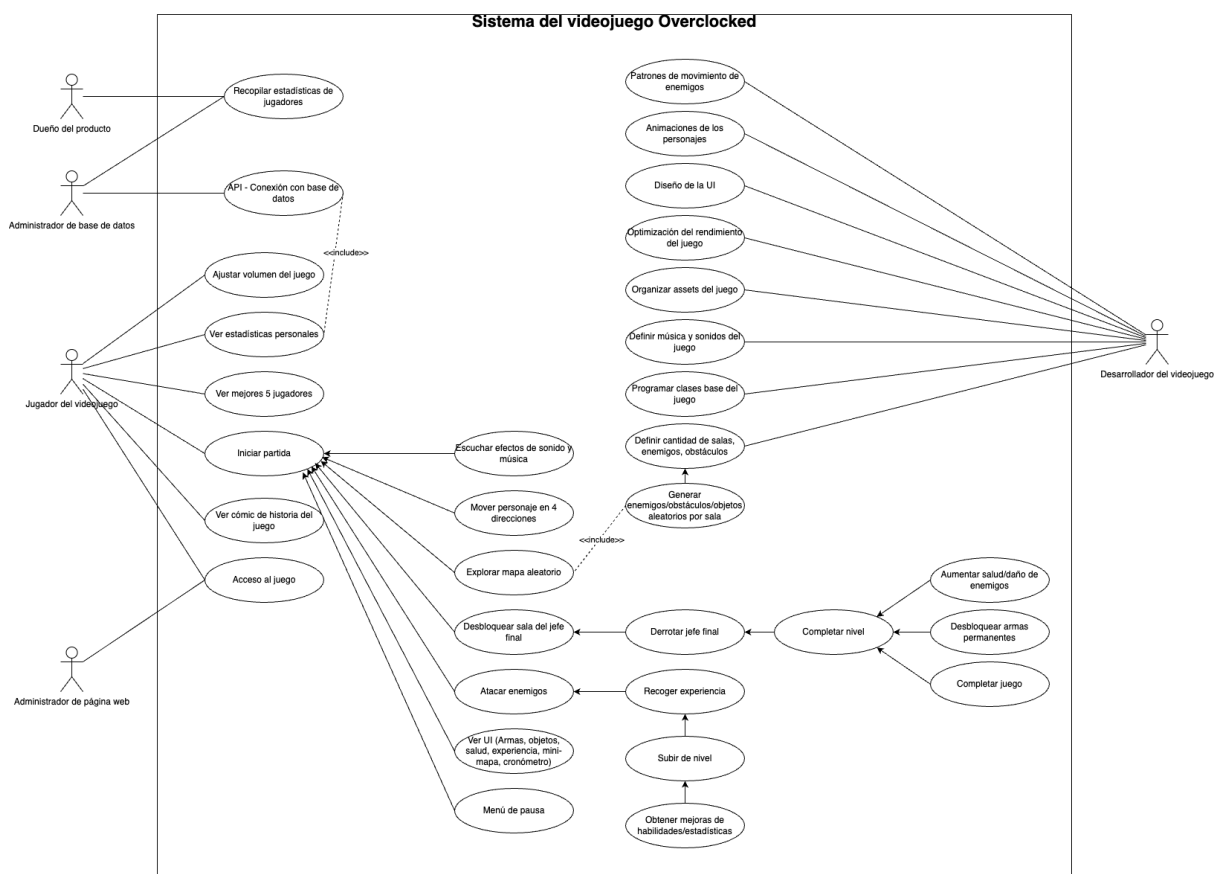 Sistema del videojuego Overclocked
Dueño del producto
Recopilar estadísticas de
jugadores
Administrador de base de datos
API - Conexión con base de
datos
<<include>>
Ajustar volumen del juego
Ver estadísticas personales
Jugador del videojuego
Ver mejores 5 jugadores
Iniciar partida
Ver cómic de historia del
juego
Acceso al juego
Administrador de página web
Escuchar efectos de sonido y
música
Mover personaje en 4
direcciones
Explorar mapa aleatorio
<<include>>
Desbloquear sala del jefe
final
Atacar enemigos
Ver UI (Armas, objetos,
salud, experiencia, mini-
mapa, cronómetro)
Menú de pausa
Patrones de movimiento de
enemigos
Animaciones de los
personajes
Diseño de la UI
Optimización del rendimiento
del juego
Organizar assets del juego
Definir música y sonidos del
juego
Programar clases base del
juego
Definir cantidad de salas,
enemigos, obstáculos
Generar
enemigos/obstáculos/objetos
aleatorios por sala
Derrotar jefe final
Recoger experiencia
Subir de nivel
Obtener mejoras de
habilidades/estadísticas
Completar nivel
Aumentar salud/daño de
enemigos
Desbloquear armas
permanentes
Completar juego
Desarrollador del videojuego